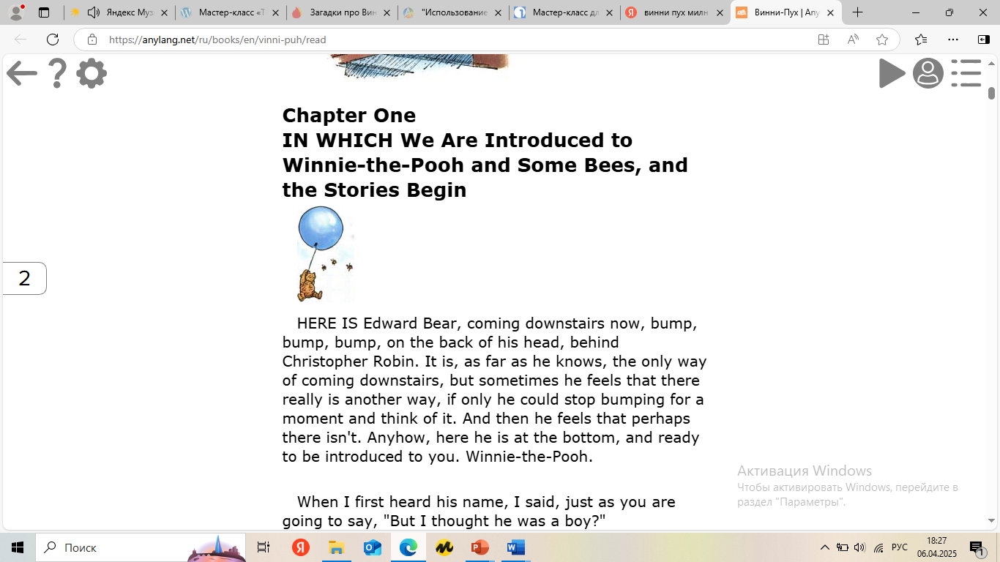 Яндекс Муз
Мастер-класс «Т
Загадки про Вин
"Использование
Мастер-класс дл
винни пух милн
Винни-Пух | Any
https://anylang.net/ru/books/en/vinni-puh/read
Chapter One
IN WHICH We Are Introduced to
Winnie-the-Pooh and Some Bees, and
the Stories Begin
2
HERE IS Edward Bear, coming downstairs now, bump,
bump, bump, on the back of his head, behind
Christopher Robin. It is, as far as he knows, the only way
of coming downstairs, but sometimes he feels that there
really is another way, if only he could stop bumping for a
moment and think of it. And then he feels that perhaps
there isn't. Anyhow, here he is at the bottom, and ready
to be introduced to you. Winnie-the-Pooh.
When I first heard his name, I said, just as you are
going to say, "But I thought he was a boy?"
Активация Windows
Чтобы активировать Windows, перейдите в
раздел "Параметры".
Поиск
РУС
18:27
06.04.2025
1